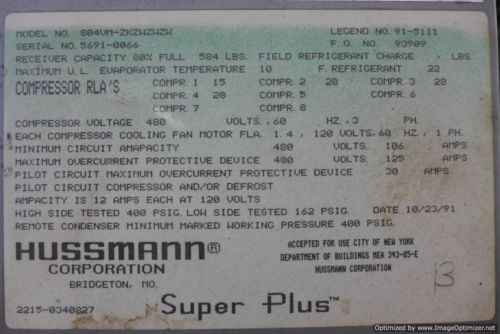 MODEL NO. S04VM-ZKZWZWZW LEGEND NO. 91-5111
SERIAL NO. 5691-0066 F.O. NO. 93909
RECEIVER CAPACITY 80% FULL 584 LBS. FIELD REFRIGERANT CHARGE LBS.
MAXIMUM U.L. EVAPORATOR TEMPERATURE 10 F.REFRIGERANT 22
COMPRESSOR RLA'S COMPR. 1 15 COMPR. 2 28 COMPR. 3 28
COMPR. 4 28 COMPR. 5 COMPR. 6
COMPR. 7 COMPR. 8
COMPRESSOR VOLTAGE 480 VOLTS, 60 HZ, 3 PH.
EACH COMPRESSOR COOLING FAN MOTOR FLA. 1.4, 120 VOLTS, 60 HZ, 1 PH.
MINIMUM CIRCUIT AMAPACITY 480 VOLTS. 106 AMPS
MAXIMUM OVERCURRENT PROTECTIVE DEVICE 480 VOLTS. 125 AMPS
PILOT CIRCUIT MAXIMUM OVERCURRENT PROTECTIVE DEVICE 30 AMPS
PILOT CIRCUIT COMPRESSOR AND/OR DEFROST
AMPACITY IS 12 AMPS EACH AT 120 VOLTS
HIGH SIDE TESTED 400 PSIG. LOW SIDE TESTED 162 PSIG. DATE 10/23/91
REMOTE CONDENSER MINIMUM MARKED WORKING PRESSURE 400 PSIG.
HUSSMANN®
CORPORATION
BRIDGETON, MO.
ACCEPTED FOR USE CITY OF NEW YORK
DEPARTMENT OF BUILDINGS MEA 343-85-E
HUSSMANN CORPORATION
13
2215-0340827 Super Plus™
Optimized by www.ImageOptimizer.net